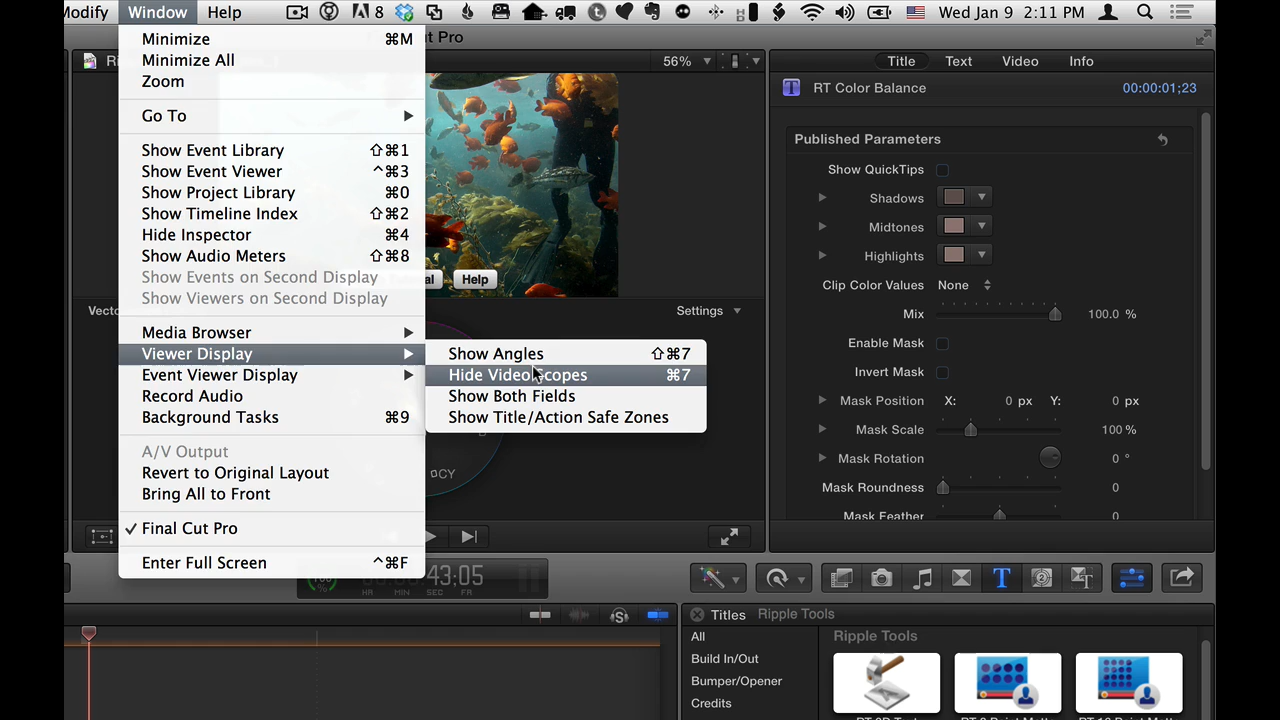 Modify Window Help 8 Wed Jan 9 2:11 PM
Cut Pro
Minimize ⌘M
Minimize All
Zoom
Go To
Show Event Library ⇧⌘1
Show Event Viewer ^⌘3
Show Project Library ⌘0
Show Timeline Index ⇧⌘2
Hide Inspector ⌘4
Show Audio Meters ⇧⌘8
Show Events on Second Display
Show Viewers on Second Display
Media Browser
Viewer Display
Event Viewer Display
Record Audio
Background Tasks ⌘9
A/V Output
Revert to Original Layout
Bring All to Front
✓ Final Cut Pro
Enter Full Screen ^⌘F
Show Angles ⇧⌘7
Hide Video Scopes ⌘7
Show Both Fields
Show Title/Action Safe Zones
56%
Help
Settings
CY
43:05
HR MIN SEC FR
Title Text Video Info
RT Color Balance 00:00:01;23
Published Parameters
Show QuickTips
Shadows
Midtones
Highlights
Clip Color Values None
Mix 100.0 %
Enable Mask
Invert Mask
Mask Position X: 0 px Y: 0 px
Mask Scale 100 %
Mask Rotation 0 °
Mask Roundness 0
Mask Feather 0
Titles Ripple Tools
All
Build In/Out
Bumper/Opener
Credits
Ripple Tools